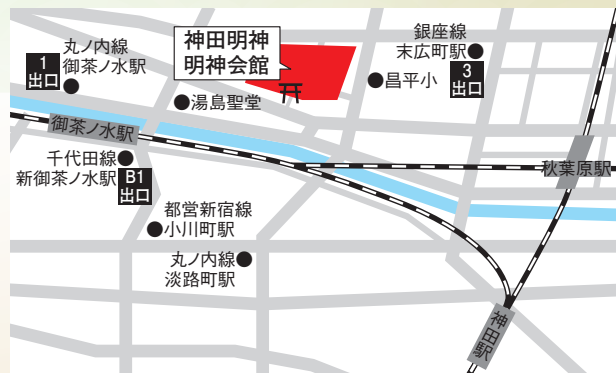 丸ノ内線
御茶ノ水駅
1
出口
神田明神
明神会館
銀座線
末広町駅
3
出口
昌平小
湯島聖堂
御茶ノ水駅
千代田線
新御茶ノ水駅
B1
出口
秋葉原駅
都営新宿線
小川町駅
丸ノ内線
淡路町駅
神田駅